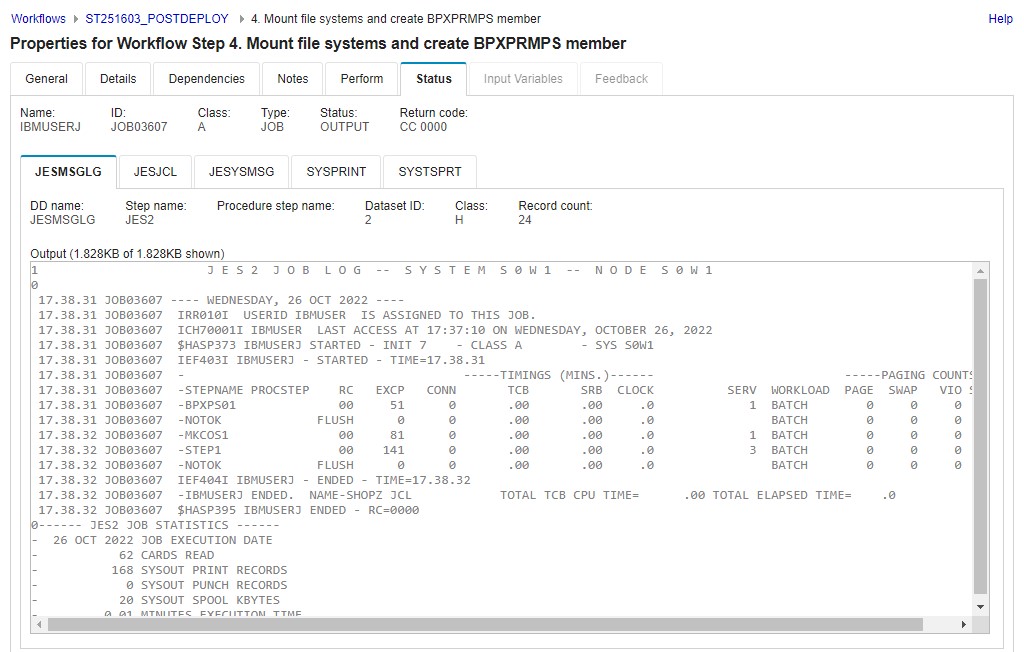 Workflows ST251603_POSTDEPLOY 4. Mount file systems and create BPXPRMPS member Help
Properties for Workflow Step 4. Mount file systems and create BPXPRMPS member
General Details Dependencies Notes Perform Status Input Variables Feedback
Name: ID: Class: Type: Status: Return code:
IBMUSERJ JOB03607 A JOB OUTPUT CC 0000
JESMSGLG JESJCL JESYSMSG SYSPRINT SYSTSPRT
DD name: Step name: Procedure step name: Dataset ID: Class: Record count:
JESMSGLG JES2 2 H 24
Output (1.828KB of 1.828KB shown)
1 J E S 2 J O B L O G -- S Y S T E M S 0 W 1 -- N O D E S 0 W 1
0
17.38.31 JOB03607 ---- WEDNESDAY, 26 OCT 2022 ----
17.38.31 JOB03607 IRR010I USERID IBMUSER IS ASSIGNED TO THIS JOB.
17.38.31 JOB03607 ICH70001I IBMUSER LAST ACCESS AT 17:37:10 ON WEDNESDAY, OCTOBER 26, 2022
17.38.31 JOB03607 $HASP373 IBMUSERJ STARTED - INIT 7 - CLASS A - SYS S0W1
17.38.31 JOB03607 IEF403I IBMUSERJ - STARTED - TIME=17.38.31
17.38.31 JOB03607 - -----TIMINGS (MINS.)------ -----PAGING COUNTS
17.38.31 JOB03607 -STEPNAME PROCSTEP RC EXCP CONN TCB SRB CLOCK SERV WORKLOAD PAGE SWAP VIO S
17.38.31 JOB03607 -BPXPS01 00 51 0 .00 .00 .0 1 BATCH 0 0 0
17.38.31 JOB03607 -NOTOK FLUSH 0 0 .00 .00 .0 BATCH 0 0 0
17.38.32 JOB03607 -MKCOS1 00 81 0 .00 .00 .0 1 BATCH 0 0 0
17.38.32 JOB03607 -STEP1 00 141 0 .00 .00 .0 3 BATCH 0 0 0
17.38.32 JOB03607 -NOTOK FLUSH 0 0 .00 .00 .0 BATCH 0 0 0
17.38.32 JOB03607 IEF404I IBMUSERJ - ENDED - TIME=17.38.32
17.38.32 JOB03607 -IBMUSERJ ENDED. NAME-SHOPZ JCL TOTAL TCB CPU TIME= .00 TOTAL ELAPSED TIME= .0
17.38.32 JOB03607 $HASP395 IBMUSERJ ENDED - RC=0000
0------ JES2 JOB STATISTICS ------
- 26 OCT 2022 JOB EXECUTION DATE
- 62 CARDS READ
- 168 SYSOUT PRINT RECORDS
- 0 SYSOUT PUNCH RECORDS
- 20 SYSOUT SPOOL KBYTES
- 0.01 MINUTES EXECUTION TIME